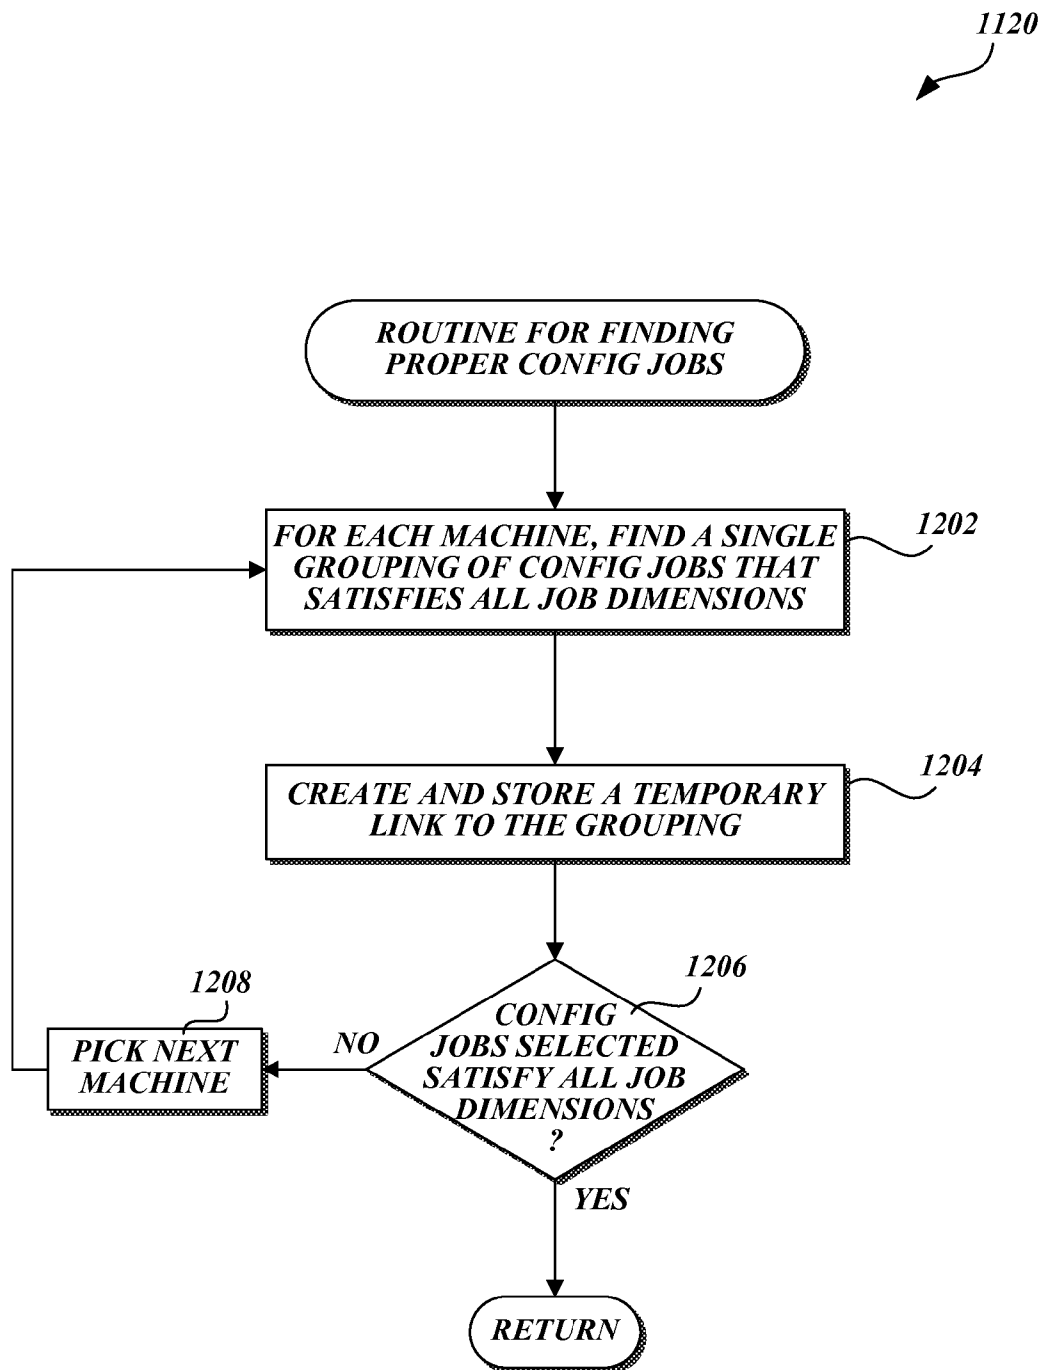 1120
ROUTINE FOR FINDING
PROPER CONFIG JOBS
FOR EACH MACHINE, FIND A SINGLE
GROUPING OF CONFIG JOBS THAT
SATISFIES ALL JOB DIMENSIONS
1202
CREATE AND STORE A TEMPORARY
LINK TO THE GROUPING
1204
CONFIG
JOBS SELECTED
SATISFY ALL JOB
DIMENSIONS
?
1206
NO
1208
PICK NEXT
MACHINE
YES
RETURN